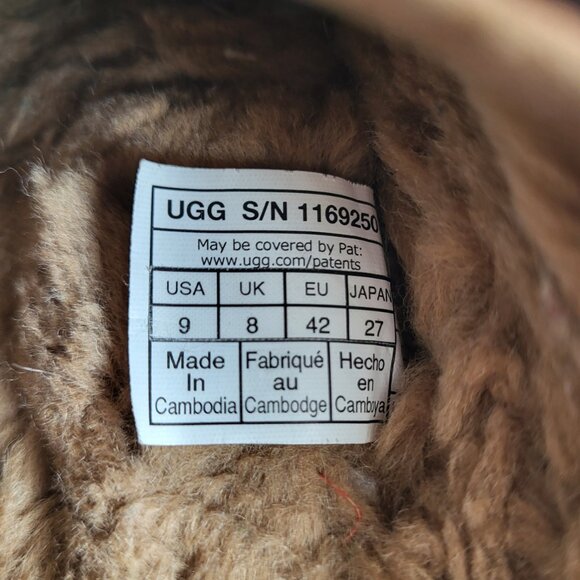 UGG S/N 1169250
May be covered by Pat:
www.ugg.com/patents
USA UK EU JAPAN
9 8 42 27
Made Fabriqué Hecho
In au en
Cambodia Cambodge Camboya